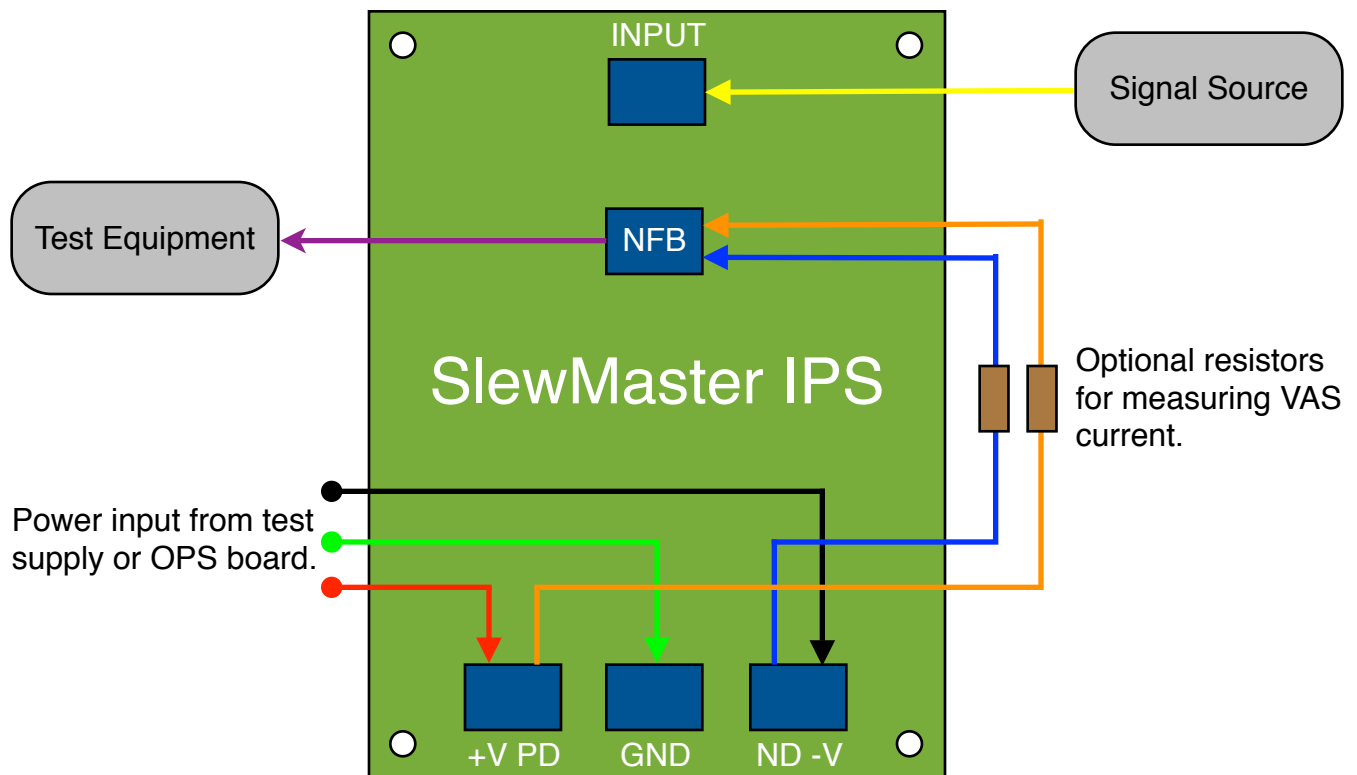 INPUT
Signal Source
Test Equipment
NFB
SlewMaster IPS
Optional resistors
for measuring VAS
current.
Power input from test
supply or OPS board.
+V PD
GND
ND -V